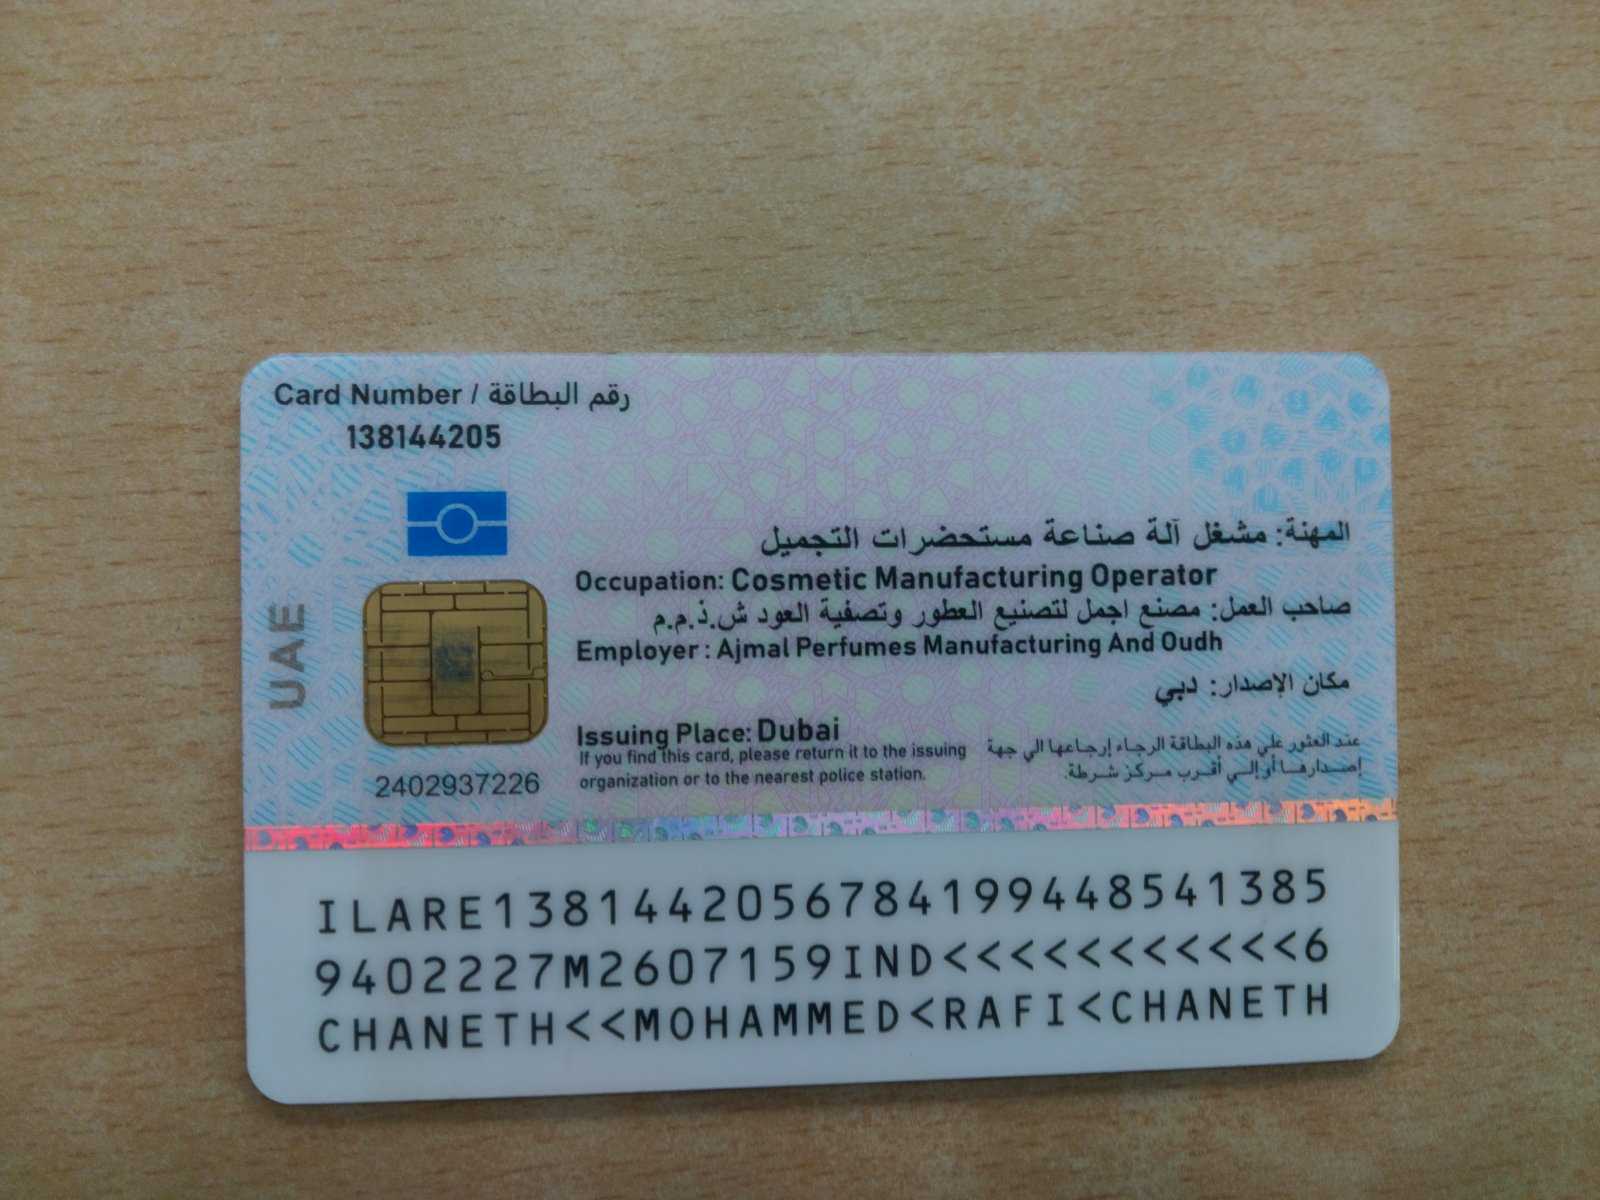 Card Number / رقم البطاقة
138144205
المهنة: مشغل آلة صناعة مستحضرات التجميل
Occupation: Cosmetic Manufacturing Operator
صاحب العمل: مصنع اجمل لتصنيع العطور وتصفية العود ش.ذ.م.م
Employer : Ajmal Perfumes Manufacturing And Oudh
مكان الإصدار: دبي
Issuing Place: Dubai
If you find this card, please return it to the issuing
organization or to the nearest police station.
عند العثور علي هذه البطاقة الرجاء إرجاعها الي جهة
إصدارها أو إلي أقرب مركز شرطة.
UAE
2402937226
ILARE1381442056784199448541385
9402227M2607159IND<<<<<<<<<<<6
CHANETH<<MOHAMMED<RAFI<CHANETH